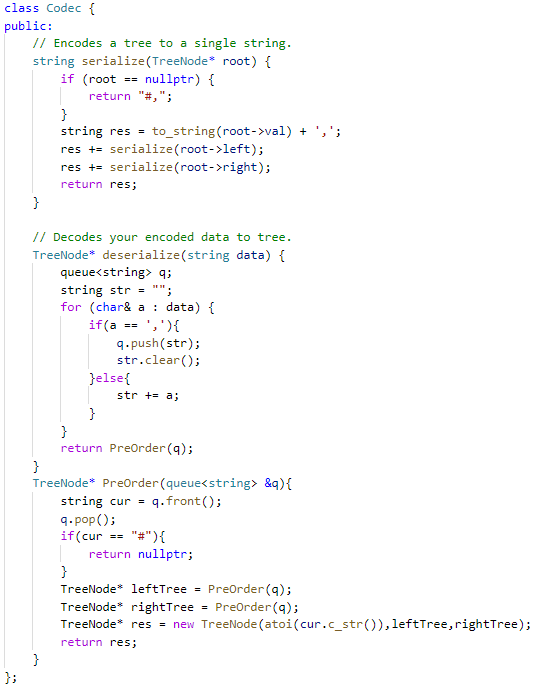 class Codec {
public:
    // Encodes a tree to a single string.
    string serialize(TreeNode* root) {
        if (root == nullptr) {
            return "#,";
        }
        string res = to_string(root->val) + ',';
        res += serialize(root->left);
        res += serialize(root->right);
        return res;
    }

    // Decodes your encoded data to tree.
    TreeNode* deserialize(string data) {
        queue<string> q;
        string str = "";
        for (char& a : data) {
            if(a == ','){
                q.push(str);
                str.clear();
            }else{
                str += a;
            }
        }
        return PreOrder(q);
    }
    TreeNode* PreOrder(queue<string> &q){
        string cur = q.front();
        q.pop();
        if(cur == "#"){
            return nullptr;
        }
        TreeNode* leftTree = PreOrder(q);
        TreeNode* rightTree = PreOrder(q);
        TreeNode* res = new TreeNode(atoi(cur.c_str()),leftTree,rightTree);
        return res;
    }
};